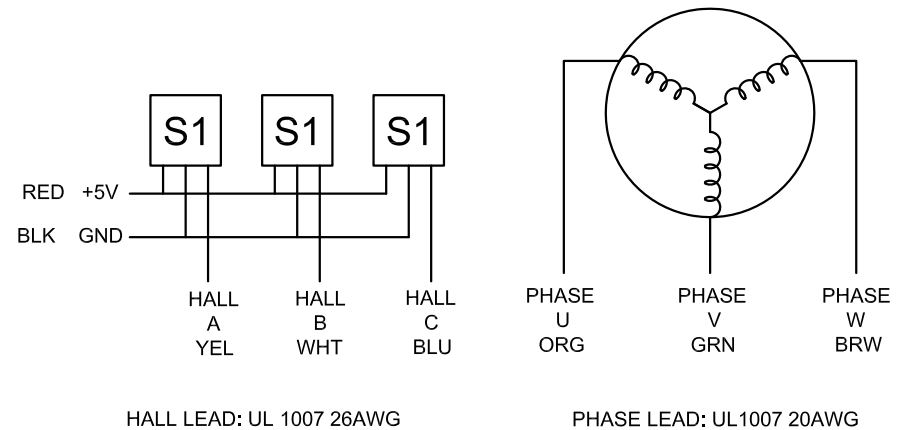 S1 S1 S1
RED +5V
BLK GND
HALL A YEL
HALL B WHT
HALL C BLU
PHASE U ORG
PHASE V GRN
PHASE W BRW
HALL LEAD: UL 1007 26AWG
PHASE LEAD: UL1007 20AWG